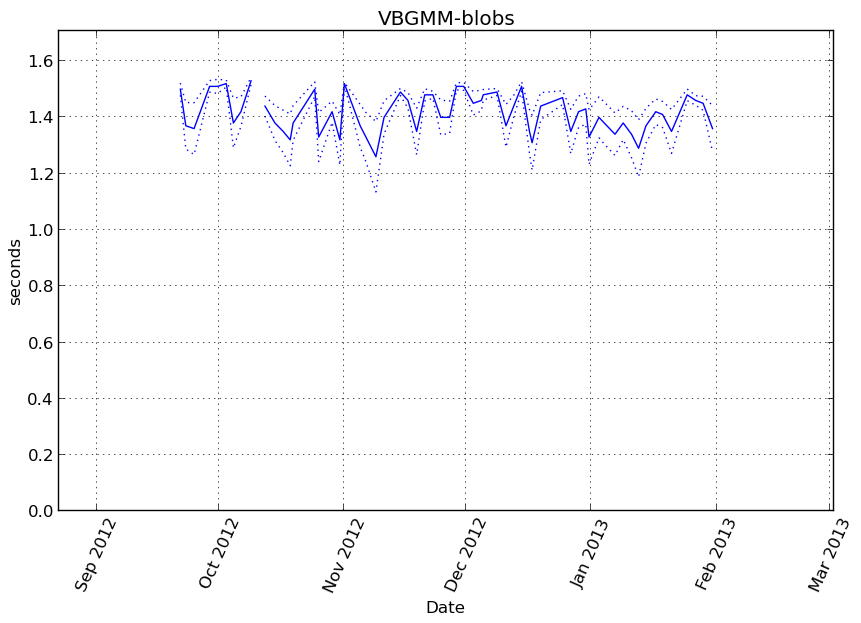 VBGMM-blobs
1.6
1.4
1.2
1.0
0.8
0.6
0.4
0.2
0.0
seconds
Sep 2012
Oct 2012
Nov 2012
Dec 2012
Jan 2013
Feb 2013
Mar 2013
Date